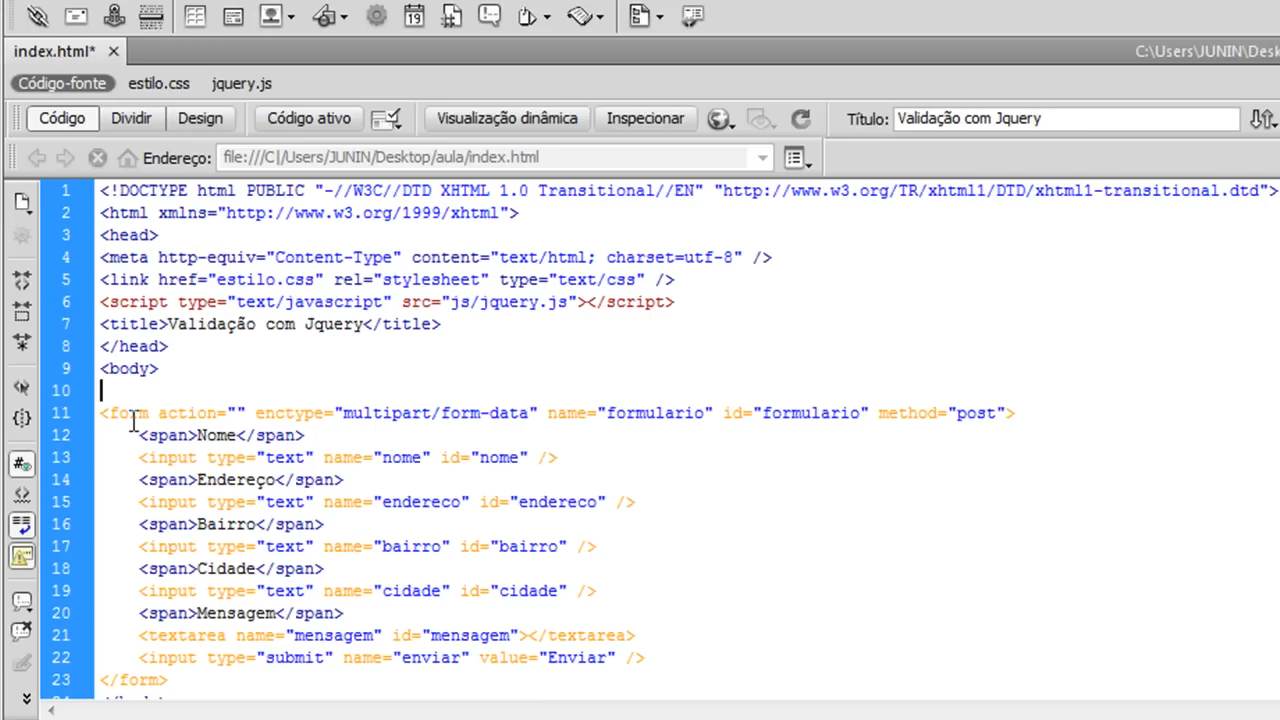 19
index.html* ×
C:\Users\JUNIN\Deskto
Código-fonte estilo.css jquery.js
Código Dividir Design Código ativo Visualização dinâmica Inspecionar Título: Validação com Jquery
Endereço: file:///C|/Users/JUNIN/Desktop/aula/index.html
1 <!DOCTYPE html PUBLIC "-//W3C//DTD XHTML 1.0 Transitional//EN" "http://www.w3.org/TR/xhtml1/DTD/xhtml1-transitional.dtd">
2 <html xmlns="http://www.w3.org/1999/xhtml">
3 <head>
4 <meta http-equiv="Content-Type" content="text/html; charset=utf-8" />
5 <link href="estilo.css" rel="stylesheet" type="text/css" />
6 <script type="text/javascript" src="js/jquery.js"></script>
7 <title>Validação com Jquery</title>
8 </head>
9 <body>
10
11 <form action="" enctype="multipart/form-data" name="formulario" id="formulario" method="post">
12 <span>Nome</span>
13 <input type="text" name="nome" id="nome" />
14 <span>Endereço</span>
15 <input type="text" name="endereco" id="endereco" />
16 <span>Bairro</span>
17 <input type="text" name="bairro" id="bairro" />
18 <span>Cidade</span>
19 <input type="text" name="cidade" id="cidade" />
20 <span>Mensagem</span>
21 <textarea name="mensagem" id="mensagem"></textarea>
22 <input type="submit" name="enviar" value="Enviar" />
23 </form>